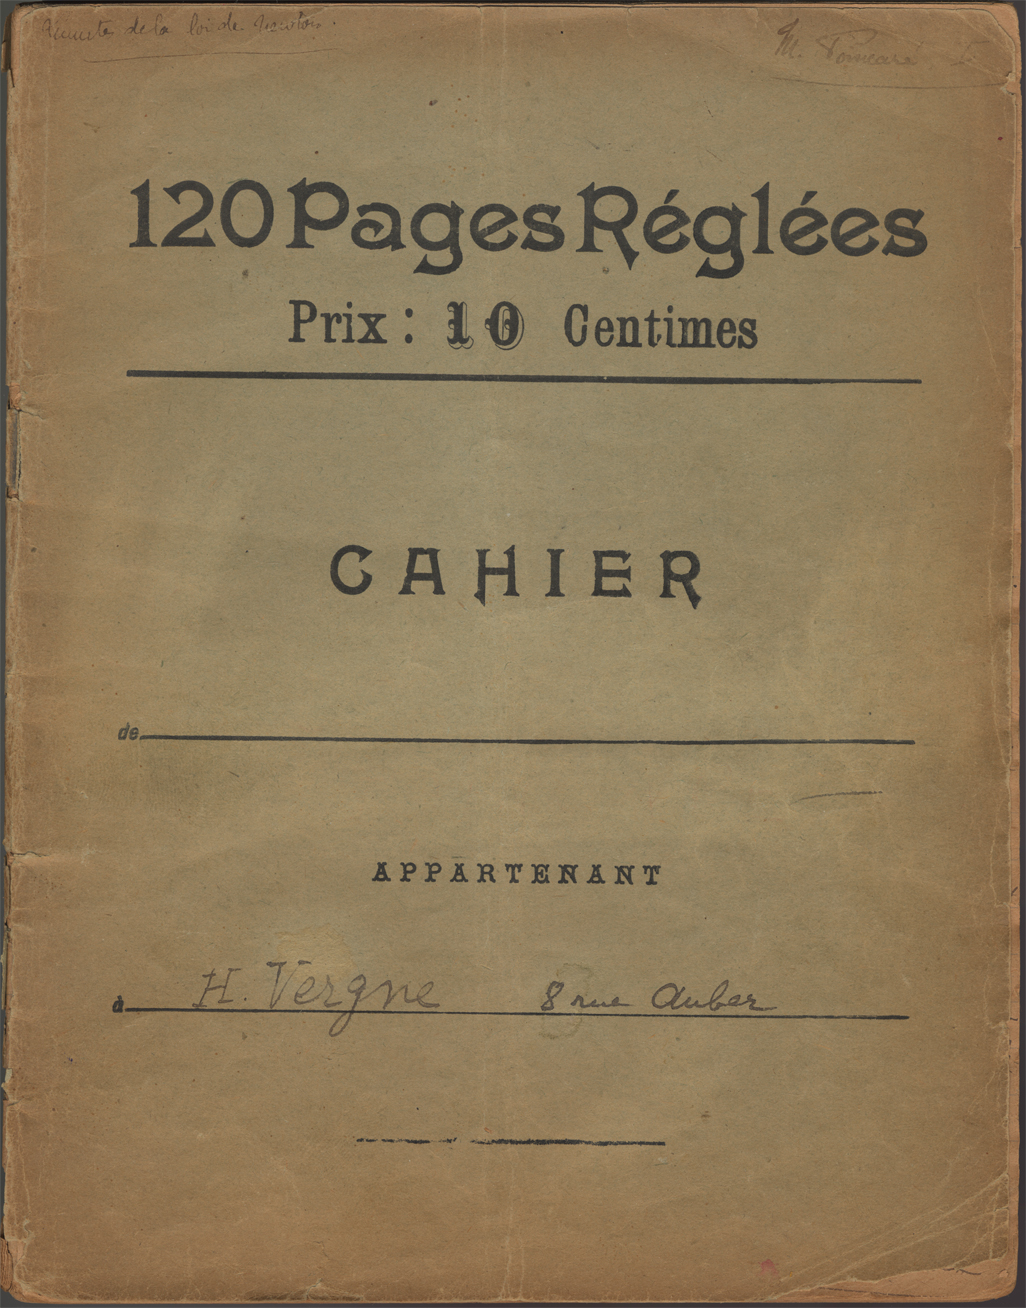 de la loi de Newton.
M. Poincaré I
120 Pages Réglées
Prix : 10 Centimes
CAHIER
de
APPARTENANT
à H. Vergne 8 rue Auber